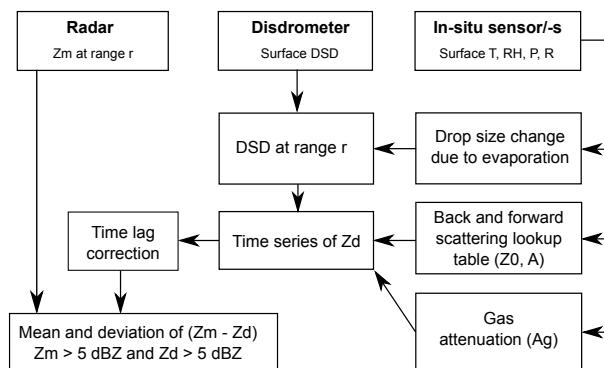 Radar
Zm at range r
Disdrometer
Surface DSD
In-situ sensor/-s
Surface T, RH, P, R
DSD at range r
Drop size change
due to evaporation
Time lag
correction
Time series of Zd
Back and forward
scattering lookup
table (Z0, A)
Mean and deviation of (Zm - Zd)
Zm > 5 dBZ and Zd > 5 dBZ
Gas
attenuation (Ag)